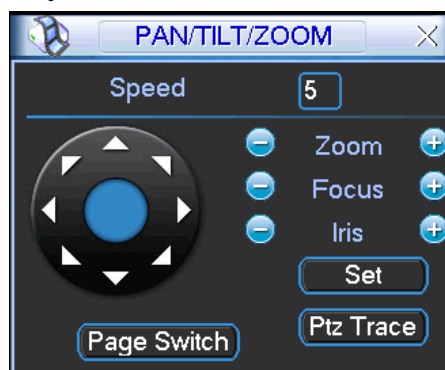 PAN/TILT/ZOOM
Speed 5
Zoom
Focus
Iris
Set
Page Switch
Ptz Trace